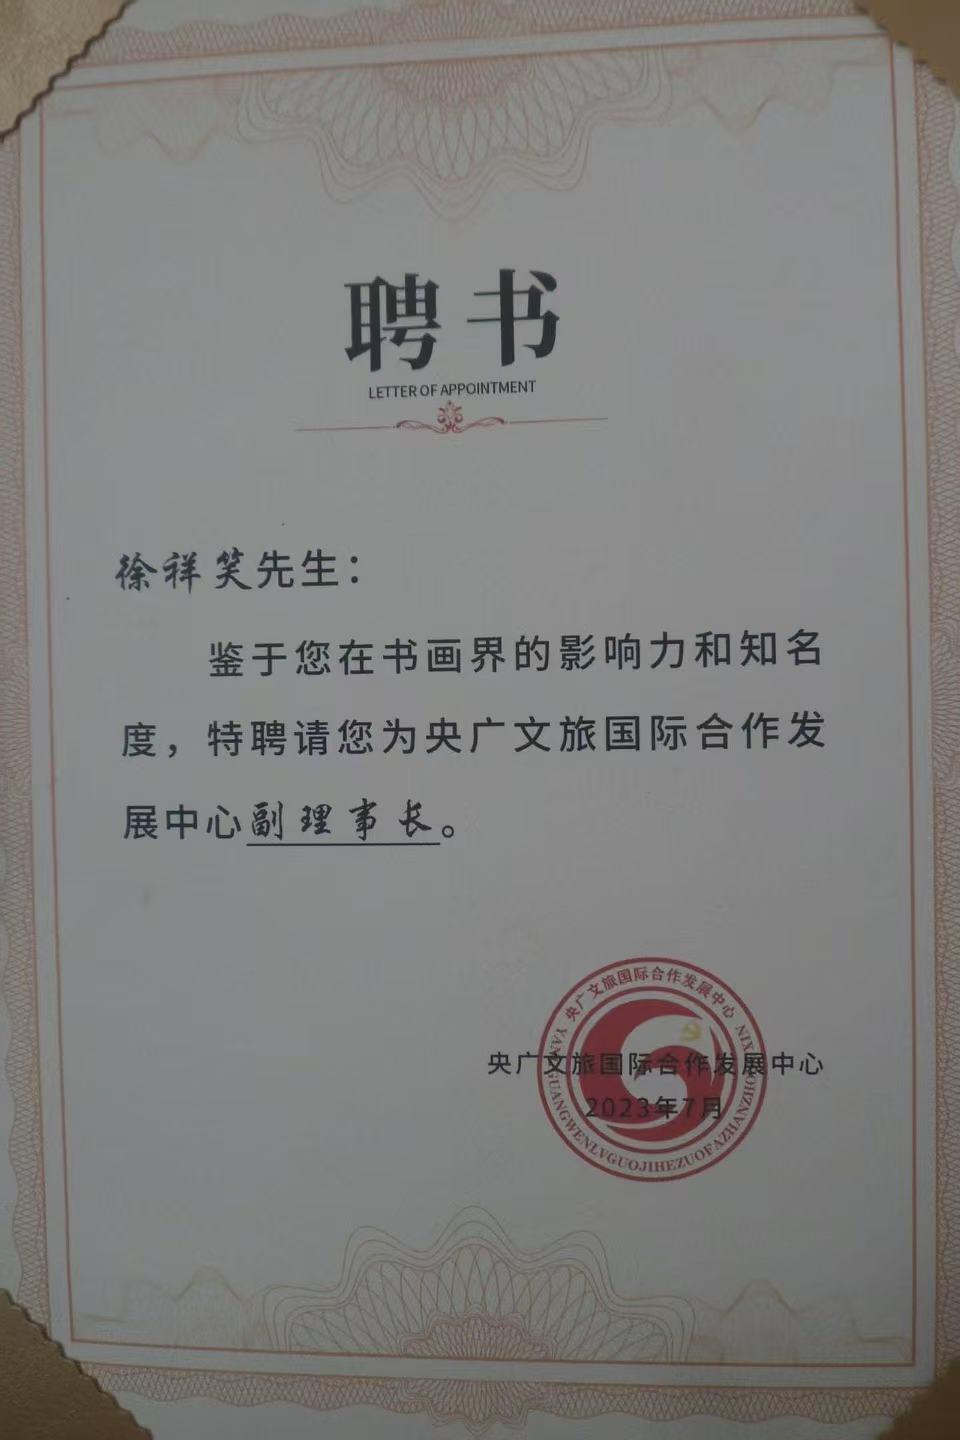 聘书
LETTER OF APPOINTMENT
徐祥笑先生：
鉴于您在书画界的影响力和知名
度，特聘请您为央广文旅国际合作发
展中心副理事长。
央广文旅国际合作发展中心
YANGGUANGWENLVGUOJIHEZUOFAZHANZHONGXIN
央广文旅国际合作发展中心
2023年7月